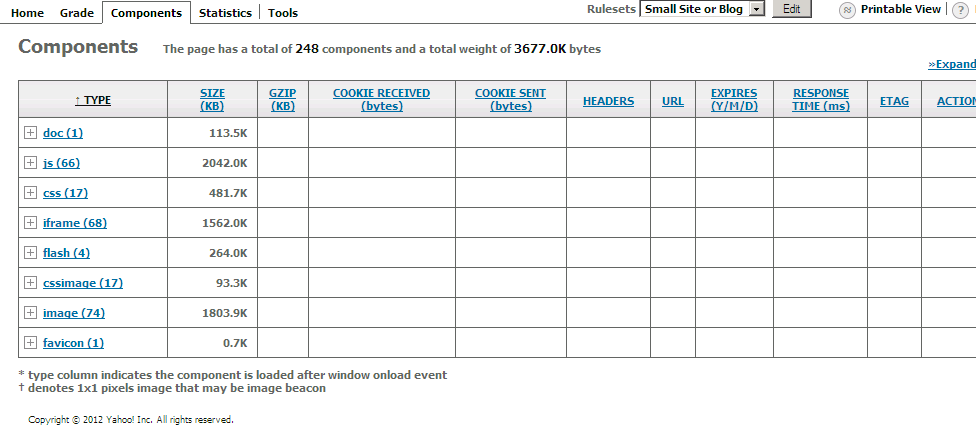 Home Grade Components Statistics Tools Rulesets Small Site or Blog Edit Printable View ?
Components The page has a total of 248 components and a total weight of 3677.0K bytes
»Expand
↑ TYPE SIZE (KB) GZIP (KB) COOKIE RECEIVED (bytes) COOKIE SENT (bytes) HEADERS URL EXPIRES (Y/M/D) RESPONSE TIME (ms) ETAG ACTION
doc (1) 113.5K
js (66) 2042.0K
css (17) 481.7K
iframe (68) 1562.0K
flash (4) 264.0K
cssimage (17) 93.3K
image (74) 1803.9K
favicon (1) 0.7K
* type column indicates the component is loaded after window onload event
† denotes 1x1 pixels image that may be image beacon
Copyright © 2012 Yahoo! Inc. All rights reserved.